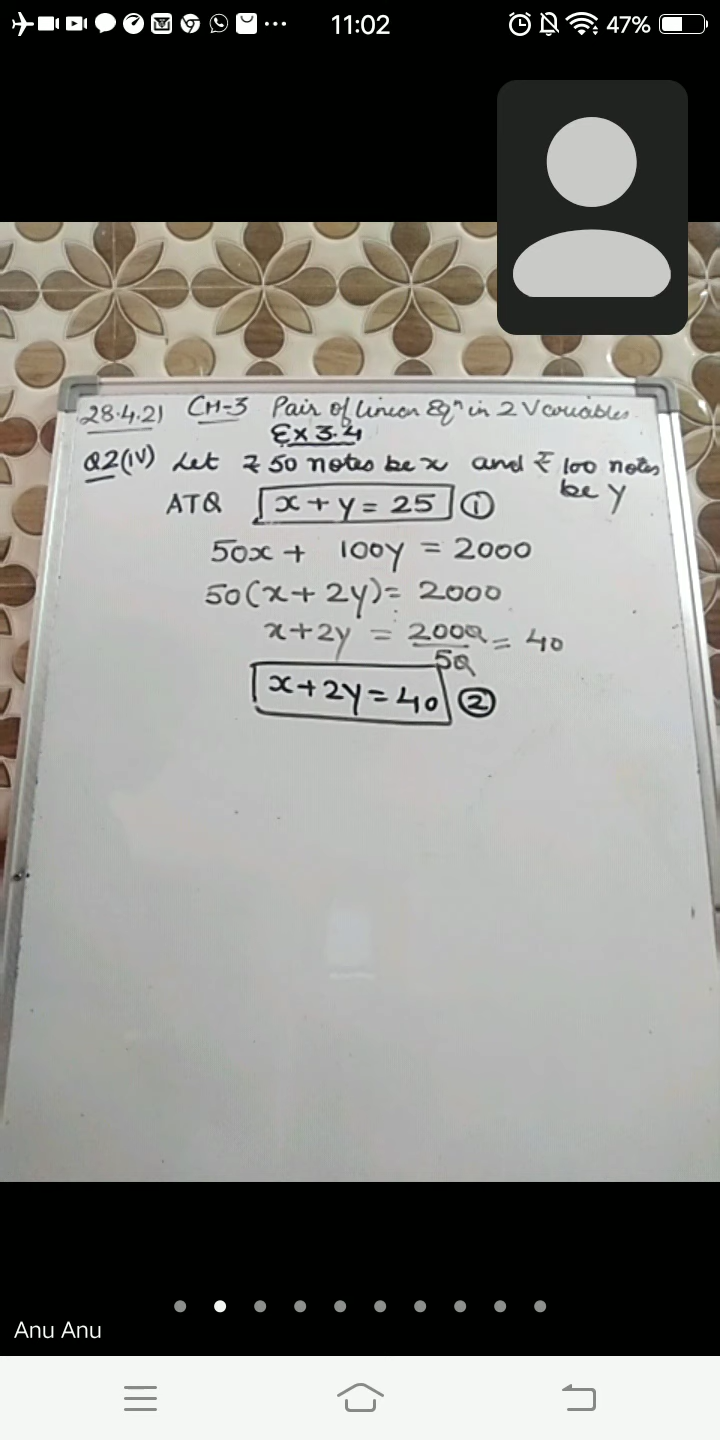 11:02
47%
28.4.21 CH-3 Pair of linear Eqⁿ in 2 Variables.
Ex 3.4
Q2(IV) Let ₹ 50 notes be x and ₹ 100 notes be y
ATQ x + y = 25 ①
50x + 100y = 2000
50(x + 2y) = 2000
x + 2y = 2000/50 = 40
x + 2y = 40 ②
Anu Anu